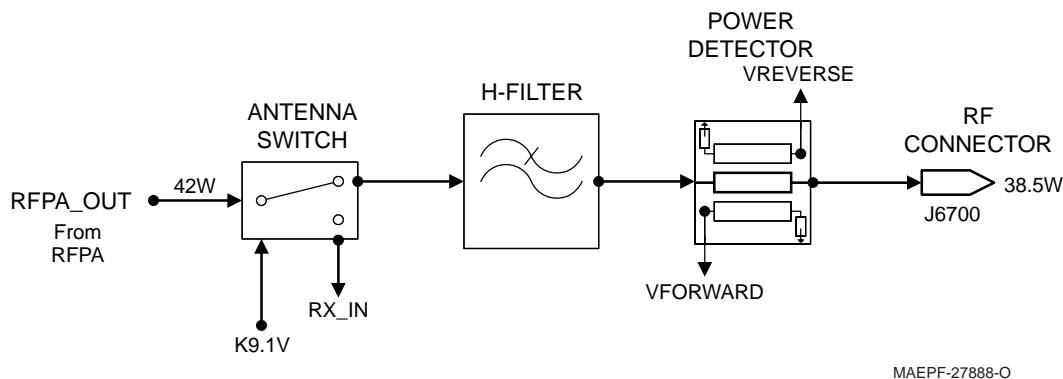 POWER
DETECTOR
VREVERSE
H-FILTER
ANTENNA
SWITCH
RF
CONNECTOR
42W
RFPA_OUT
From
RFPA
38.5W
J6700
VFORWARD
RX_IN
K9.1V
MAEPF-27888-O